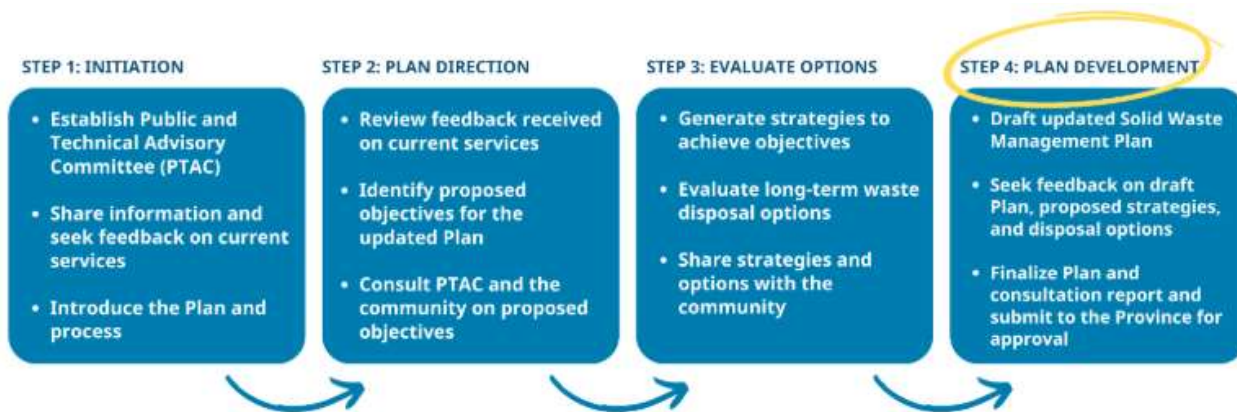 STEP 1: INITIATION
• Establish Public and
Technical Advisory
Committee (PTAC)
• Share information and
seek feedback on current
services
• Introduce the Plan and
process
STEP 2: PLAN DIRECTION
• Review feedback received
on current services
• Identify proposed
objectives for the
updated Plan
• Consult PTAC and the
community on proposed
objectives
STEP 3: EVALUATE OPTIONS
• Generate strategies to
achieve objectives
• Evaluate long-term waste
disposal options
• Share strategies and
options with the
community
STEP 4: PLAN DEVELOPMENT
• Draft updated Solid Waste
Management Plan
• Seek feedback on draft
Plan, proposed strategies,
and disposal options
• Finalize Plan and
consultation report and
submit to the Province for
approval